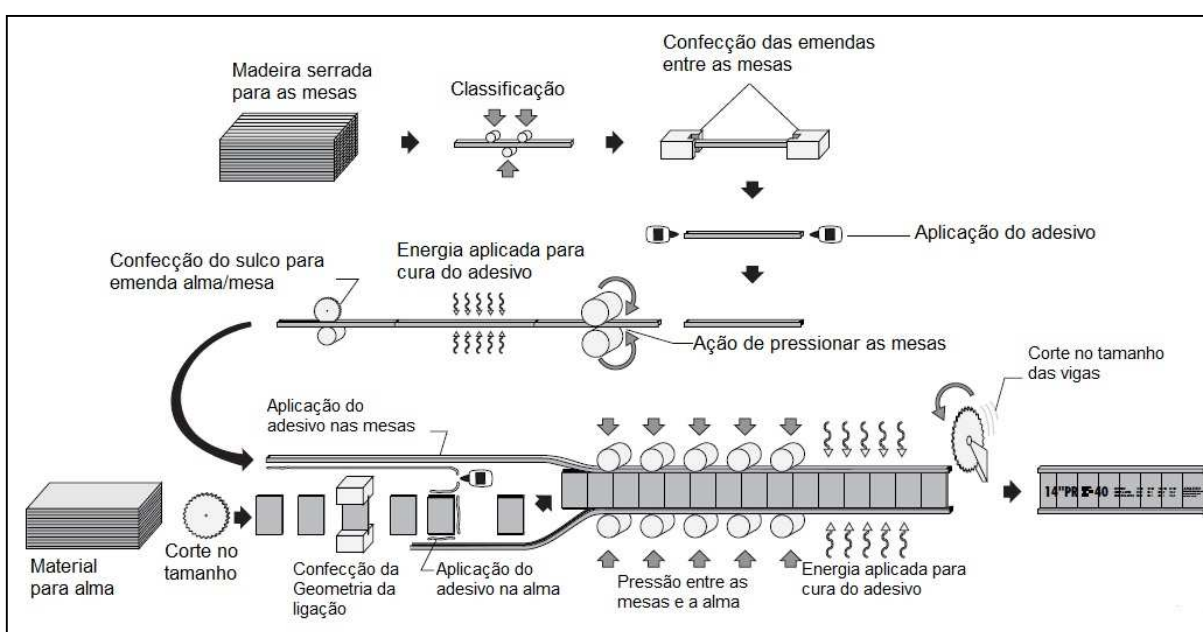 Confecção das emendas
entre as mesas
Madeira serrada
para as mesas
Classificação
Aplicação do adesivo
Energia aplicada para
cura do adesivo
Confecção do sulco para
emenda alma/mesa
Ação de pressionar as mesas
Corte no tamanho
das vigas
Aplicação do
adesivo nas mesas
14"PR
-40
Material
para alma
Corte no
tamanho
Confecção da
Geometria da
ligação
Aplicação do
adesivo na alma
Pressão entre as
mesas e a alma
Energia aplicada para
cura do adesivo